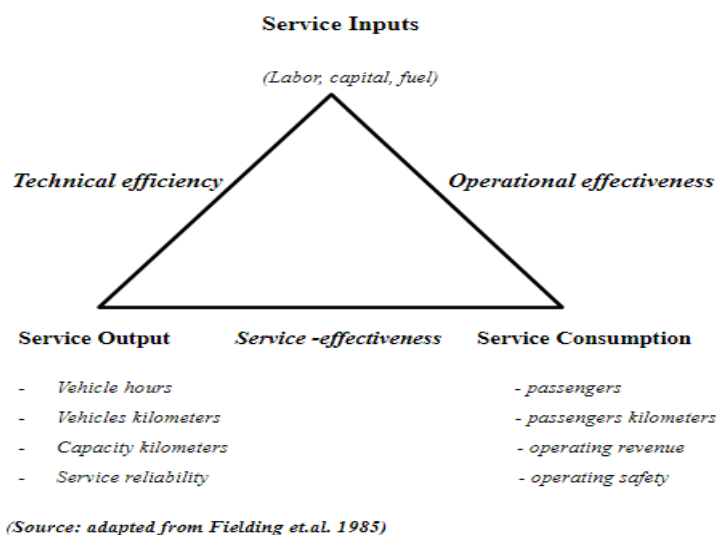 Service Inputs
(Labor, capital, fuel)
Technical efficiency
Operational effectiveness
Service Output
Service -effectiveness
Service Consumption
- Vehicle hours
- Vehicles kilometers
- Capacity kilometers
- Service reliability
- passengers
- passengers kilometers
- operating revenue
- operating safety
(Source: adapted from Fielding et.al. 1985)